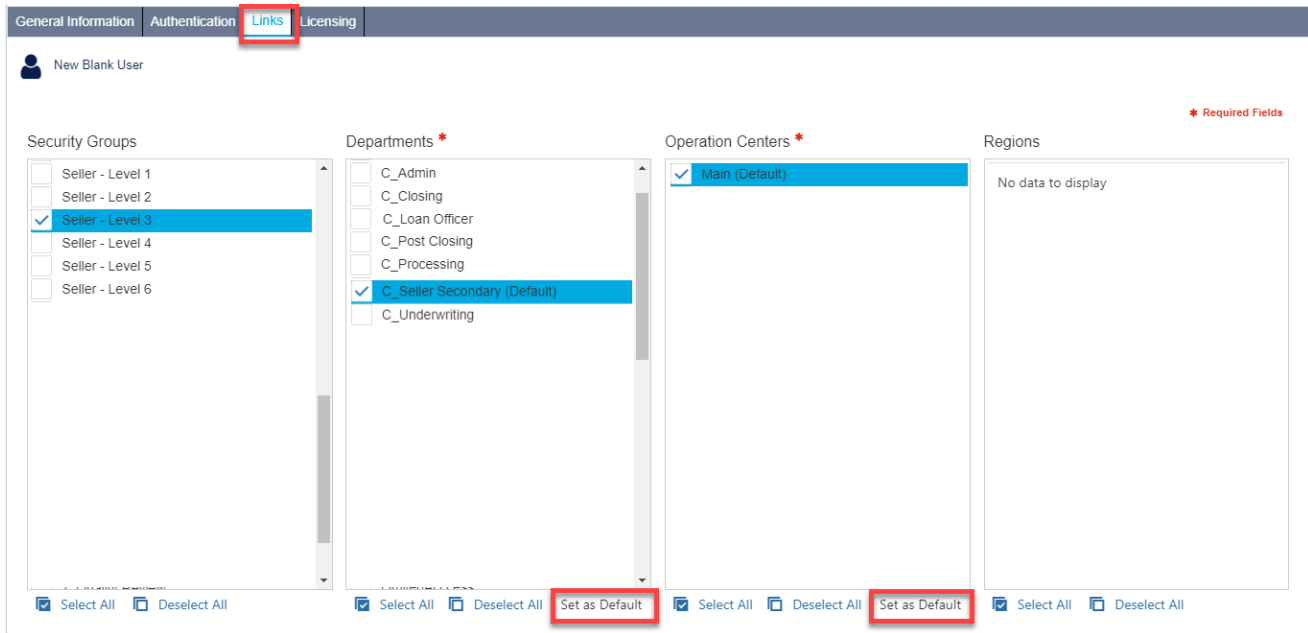 General Information Authentication Links Licensing
New Blank User
* Required Fields
Security Groups
Seller - Level 1
Seller - Level 2
Seller - Level 3
Seller - Level 4
Seller - Level 5
Seller - Level 6
Select All Deselect All
Departments *
C_Admin
C_Closing
C_Loan Officer
C_Post Closing
C_Processing
C_Seller Secondary (Default)
C_Underwriting
Select All Deselect All Set as Default
Operation Centers *
Main (Default)
Select All Deselect All Set as Default
Regions
No data to display
Select All Deselect All